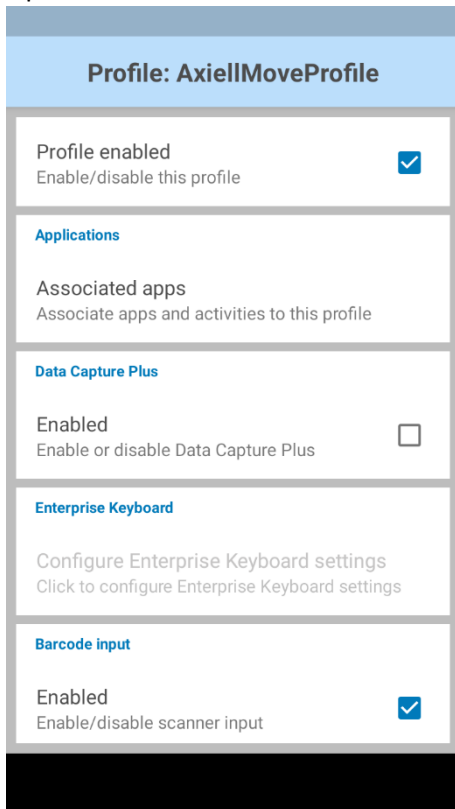 Profile: AxiellMoveProfile
Profile enabled
Enable/disable this profile
Applications
Associated apps
Associate apps and activities to this profile
Data Capture Plus
Enabled
Enable or disable Data Capture Plus
Enterprise Keyboard
Configure Enterprise Keyboard settings
Click to configure Enterprise Keyboard settings
Barcode input
Enabled
Enable/disable scanner input